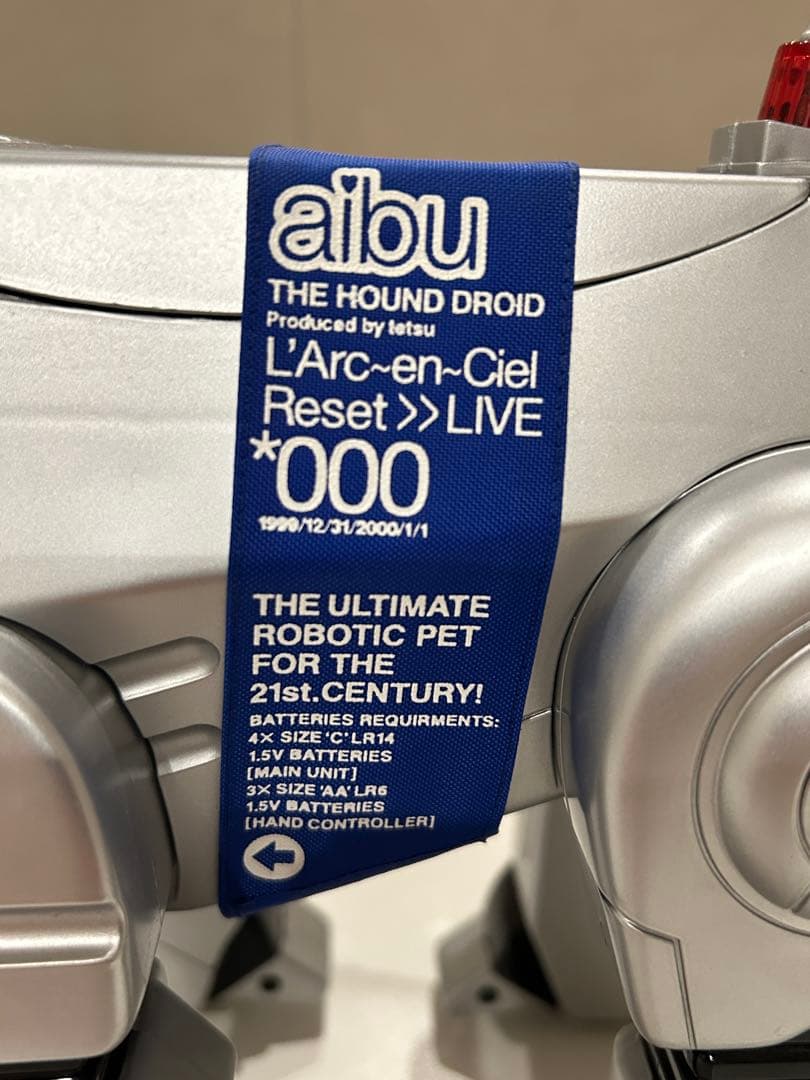 aibu
THE HOUND DROID
Produced by tetsu
L'Arc~en~Ciel
Reset >> LIVE
*000
1999/12/31/2000/1/1
THE ULTIMATE
ROBOTIC PET
FOR THE
21st.CENTURY!
BATTERIES REQUIRMENTS:
4× SIZE 'C' LR14
1.5V BATTERIES
[MAIN UNIT]
3× SIZE 'AA' LR6
1.5V BATTERIES
[HAND CONTROLLER]